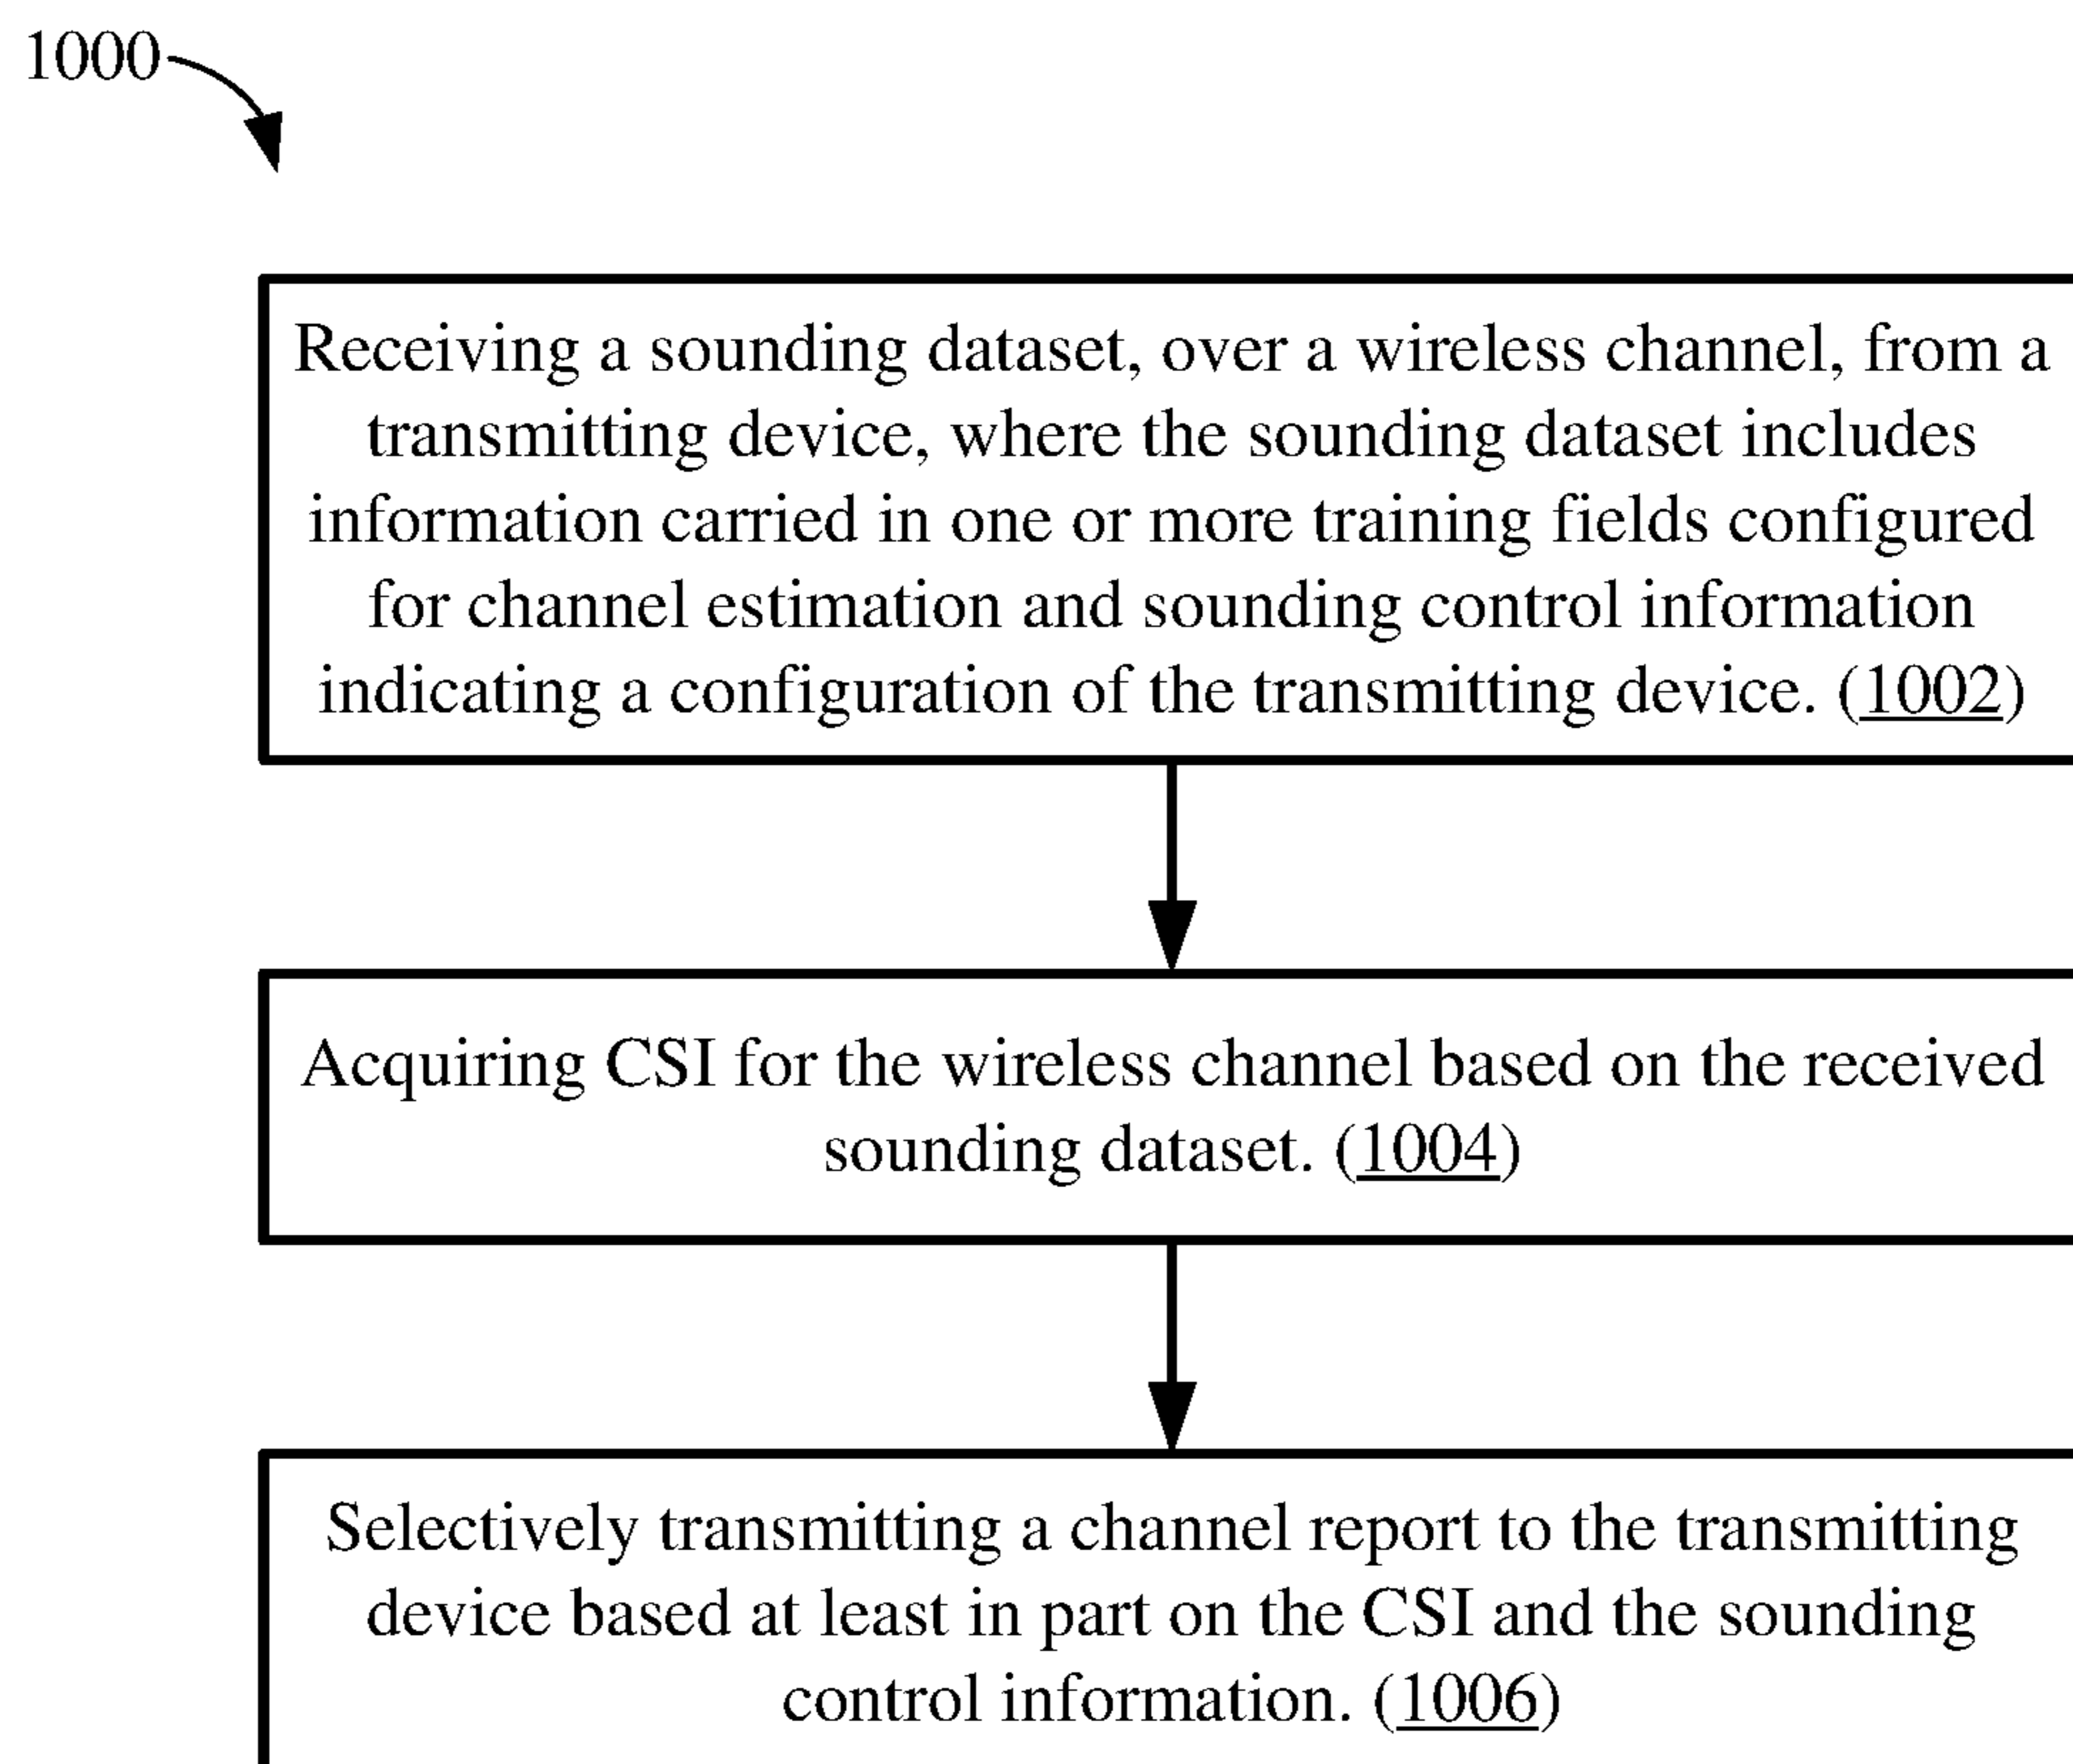 1000
Receiving a sounding dataset, over a wireless channel, from a
transmitting device, where the sounding dataset includes
information carried in one or more training fields configured
for channel estimation and sounding control information
indicating a configuration of the transmitting device. (1002)
Acquiring CSI for the wireless channel based on the received
sounding dataset. (1004)
Selectively transmitting a channel report to the transmitting
device based at least in part on the CSI and the sounding
control information. (1006)